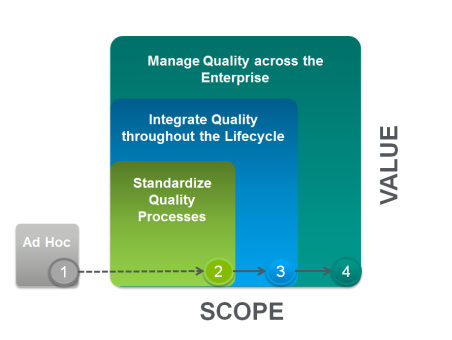 Manage Quality across the
Enterprise
Integrate Quality
throughout the Lifecycle
Standardize
Quality
Processes
Ad Hoc
1
2
3
4
VALUE
SCOPE